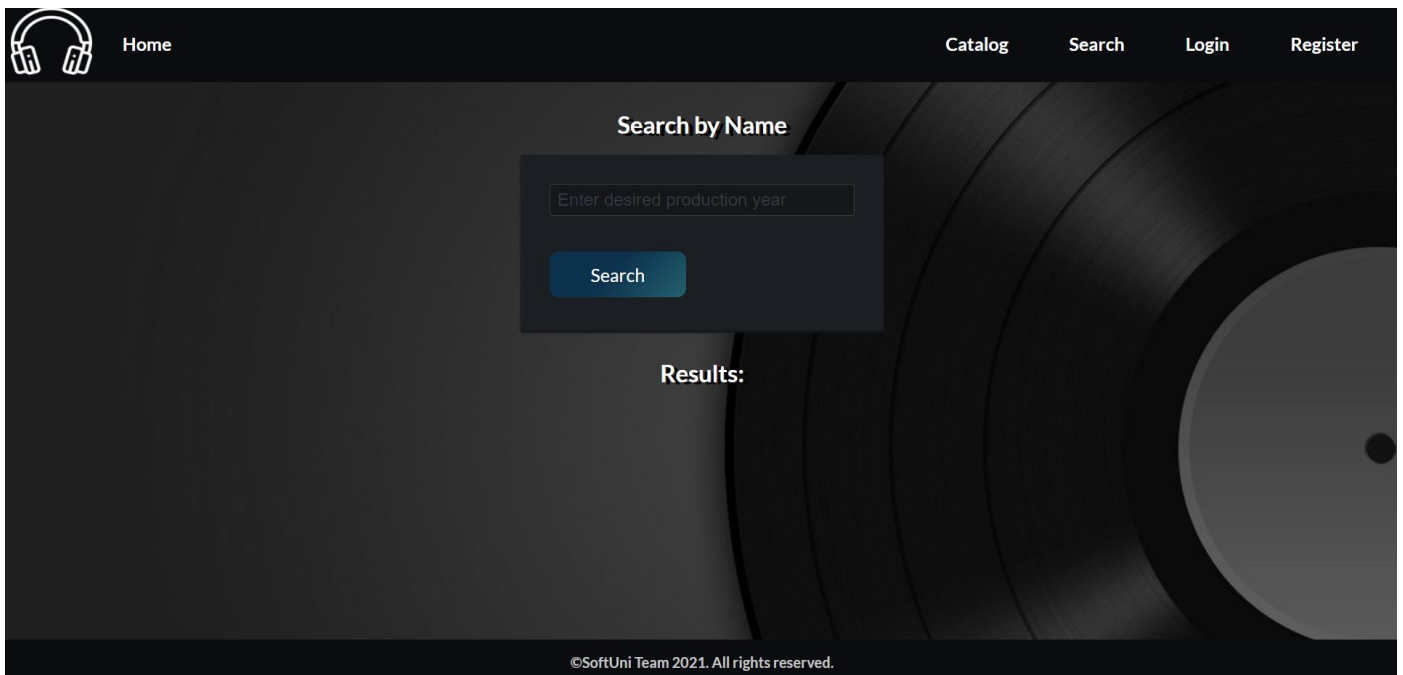 Home Catalog Search Login Register
Search by Name
Enter desired production year
Search
Results:
©SoftUni Team 2021. All rights reserved.